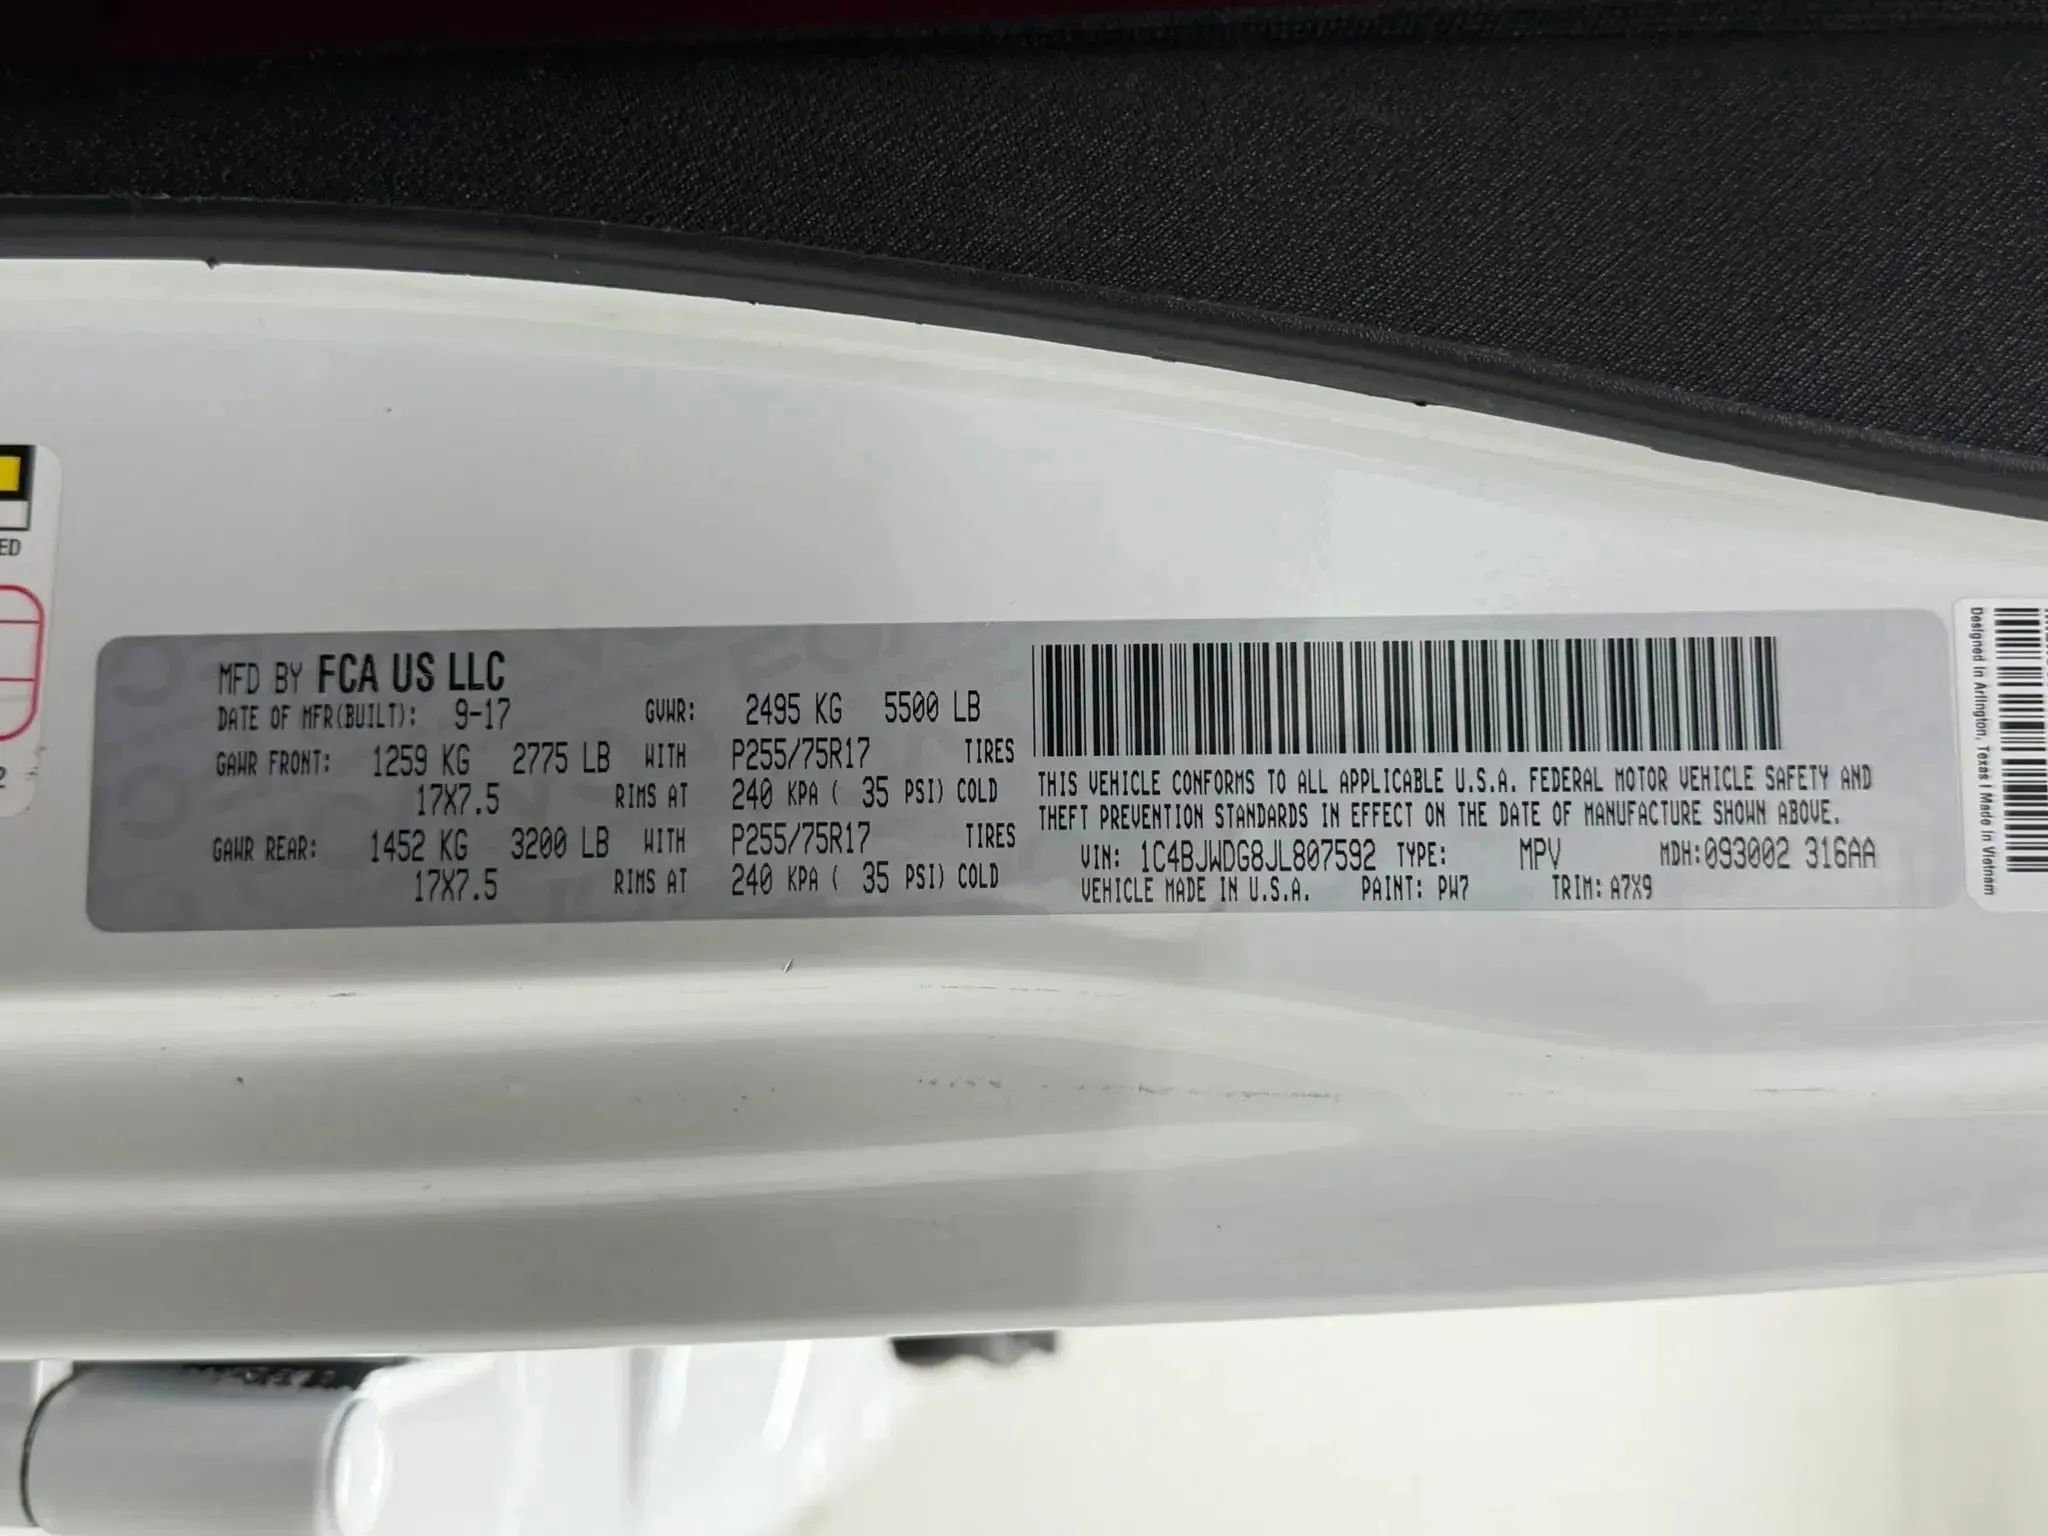 ED
2
MFD BY FCA US LLC
DATE OF MFR(BUILT): 9-17 GVWR: 2495 KG 5500 LB
GAWR FRONT: 1259 KG 2775 LB WITH P255/75R17 TIRES
17X7.5 RIMS AT 240 KPA ( 35 PSI) COLD
GAWR REAR: 1452 KG 3200 LB WITH P255/75R17 TIRES
17X7.5 RIMS AT 240 KPA ( 35 PSI) COLD
THIS VEHICLE CONFORMS TO ALL APPLICABLE U.S.A. FEDERAL MOTOR VEHICLE SAFETY AND
THEFT PREVENTION STANDARDS IN EFFECT ON THE DATE OF MANUFACTURE SHOWN ABOVE.
VIN: 1C4BJWDG8JL807592 TYPE: MPV MDH:093002 316AA
VEHICLE MADE IN U.S.A. PAINT: PW7 TRIM: A7X9
Designed in Arlington, Texas | Made in Vietnam